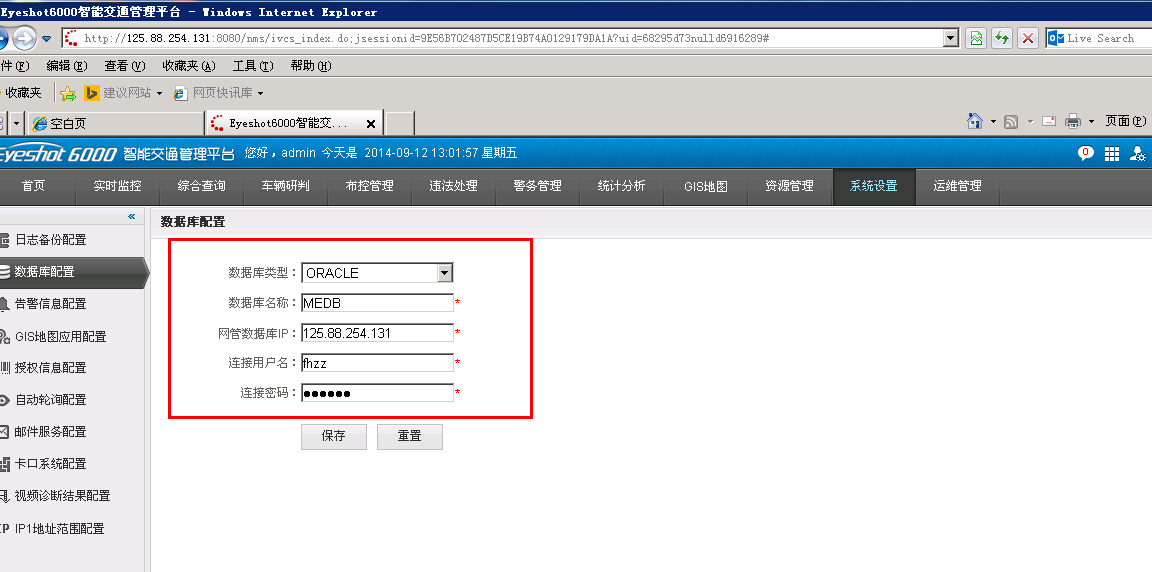 Eyeshot6000智能交通管理平台 - Windows Internet Explorer
http://125.88.254.131:8080/nms/ivcs_index.do;jsessionid=9E56B702487D5CE19B74A0129179DA1A?uid=68295d73nulld6916289#
Live Search
件(F) 编辑(E) 查看(V) 收藏夹(A) 工具(T) 帮助(H)
收藏夹 建议网站 网页快讯库
空白页 Eyeshot6000智能交... 页面(P)
Eyeshot 6000 智能交通管理平台 您好，admin 今天是 2014-09-12 13:01:57 星期五 0
首页 实时监控 综合查询 车辆研判 布控管理 违法处理 警务管理 统计分析 GIS地图 资源管理 系统设置 运维管理
«
数据库配置
日志备份配置
数据库配置
告警信息配置
GIS地图应用配置
授权信息配置
自动轮询配置
邮件服务配置
卡口系统配置
视频诊断结果配置
IP IP1地址范围配置
数据库类型： ORACLE
数据库名称： MEDB *
网管数据库IP： 125.88.254.131 *
连接用户名： fhzz *
连接密码： ●●●●●● *
保存 重置